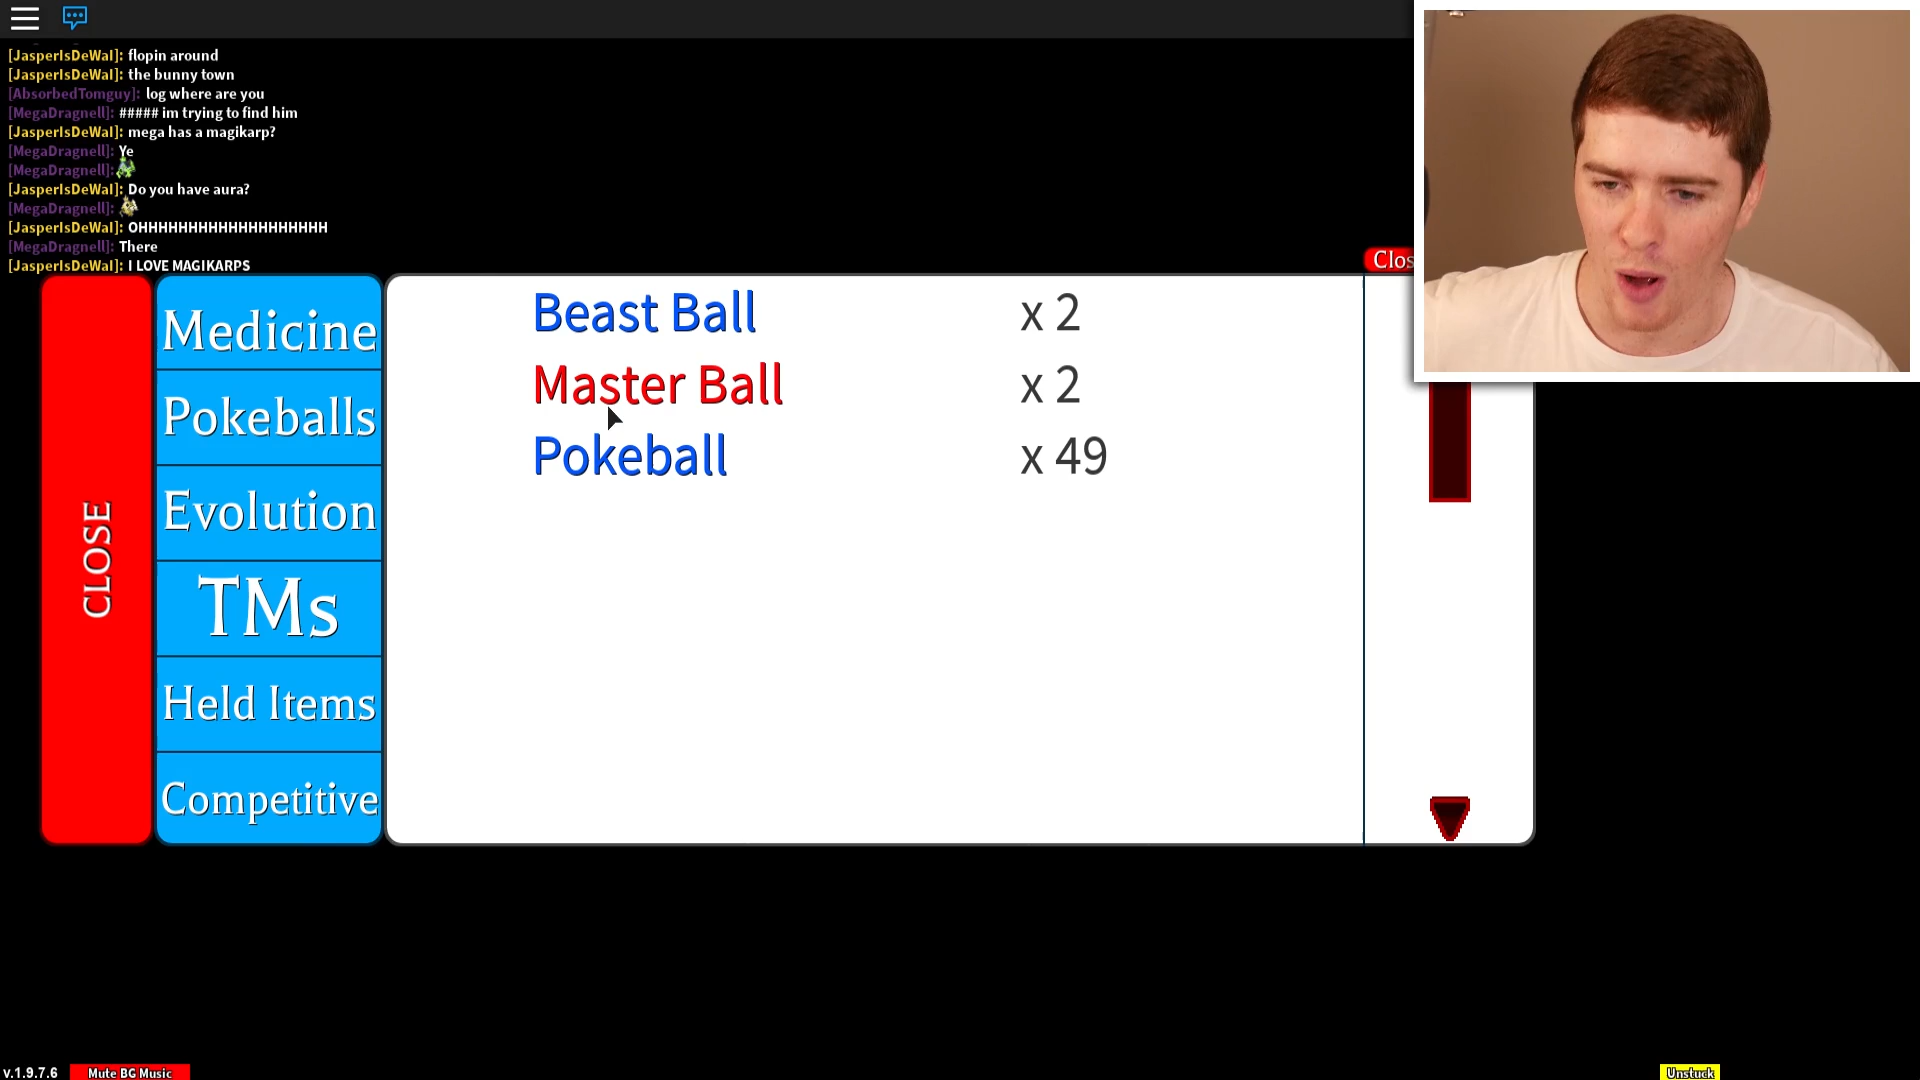 [JasperIsDeWal]: flopin around
[JasperIsDeWal]: the bunny town
[AbsorbedTomguy]: log where are you
[MegaDragnell]: ##### im trying to find him
[JasperIsDeWal]: mega has a magikarp?
[MegaDragnell]: Ye
[MegaDragnell]:
[JasperIsDeWal]: Do you have aura?
[MegaDragnell]:
[JasperIsDeWal]: OHHHHHHHHHHHHHHHHHHH
[MegaDragnell]: There
[JasperIsDeWal]: I LOVE MAGIKARPS
CLOSE
Medicine
Pokeballs
Evolution
TMs
Held Items
Competitive
Beast Ball x 2
Master Ball x 2
Pokeball x 49
v.1.9.7.6
Mute BG Music
Unstuck